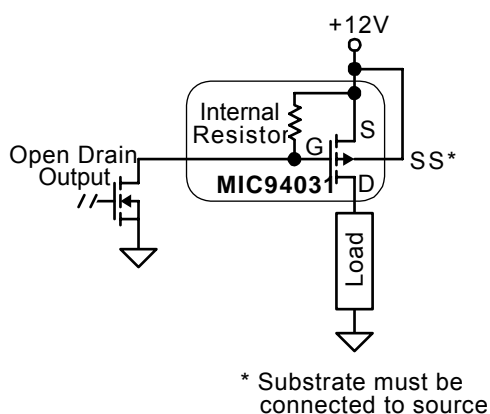 +12V
Internal
Resistor
S
G
Open Drain
Output
SS*
MIC94031
D
Load
* Substrate must be
connected to source